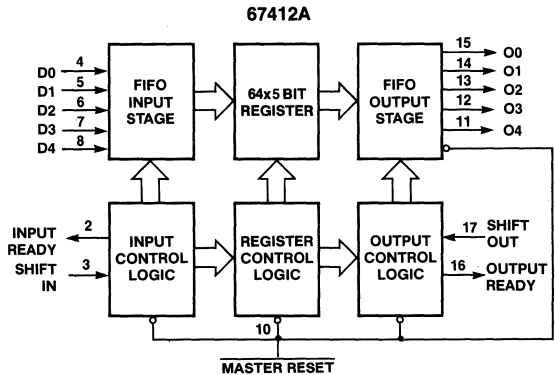 67412A
D0 4
D1 5
D2 6
D3 7
D4 8
FIFO
INPUT
STAGE
64x5 BIT
REGISTER
FIFO
OUTPUT
STAGE
15 O0
14 O1
13 O2
12 O3
11 O4
INPUT
READY
2
SHIFT
IN
3
INPUT
CONTROL
LOGIC
REGISTER
CONTROL
LOGIC
OUTPUT
CONTROL
LOGIC
17 SHIFT
OUT
16 OUTPUT
READY
10
MASTER RESET